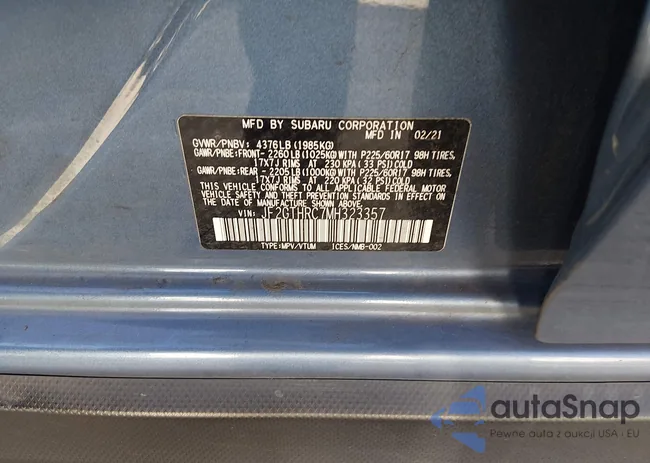 MFD BY SUBARU CORPORATION
MFD IN 02/21
GVWR/PNBV: 4376LB (1985KG)
GAWR/PNBE: FRONT- 2260LB (1025KG) WITH P225/60R17 98H TIRES,
17X7J RIMS AT 230 KPA (33 PSI) COLD
GAWR/PNBE: REAR - 2205LB (1000KG) WITH P225/60R17 98H TIRES,
17X7J RIMS AT 220 KPA (32 PSI) COLD
THIS VEHICLE CONFORMS TO ALL APPLICABLE FEDERAL MOTOR
VEHICLE SAFETY AND THEFT PREVENTION STANDARDS IN EFFECT ON
THE DATE OF MANUFACTURE SHOWN ABOVE.
VIN: JF2GTHRC7MH323357
TYPE:MPV/VTUM ICES/NMB-002
autaSnap
Pewne auta z aukcji USA - EU